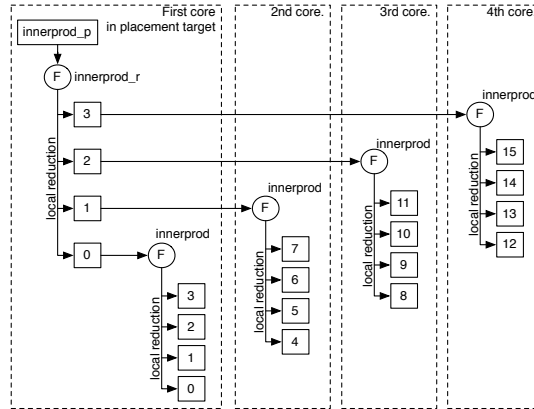 First core
in placement target
2nd core.
3rd core.
4th core
innerprod_p
F
innerprod_r
local reduction
3
2
1
0
innerprod
F
local reduction
3
2
1
0
innerprod
F
local reduction
7
6
5
4
innerprod
F
local reduction
11
10
9
8
innerprod
F
local reduction
15
14
13
12